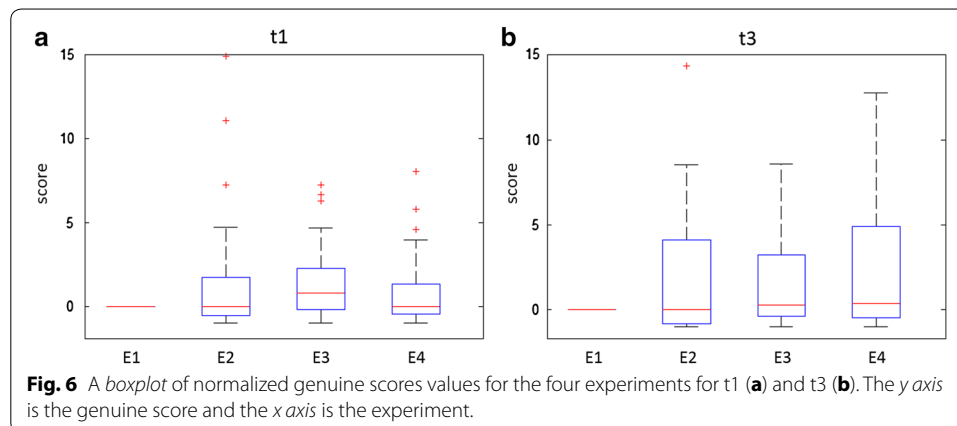 a
t1
15
10
5
0
score
E1 E2 E3 E4
b
t3
15
10
5
0
score
E1 E2 E3 E4
Fig. 6 A boxplot of normalized genuine scores values for the four experiments for t1 (a) and t3 (b). The y axis
is the genuine score and the x axis is the experiment.